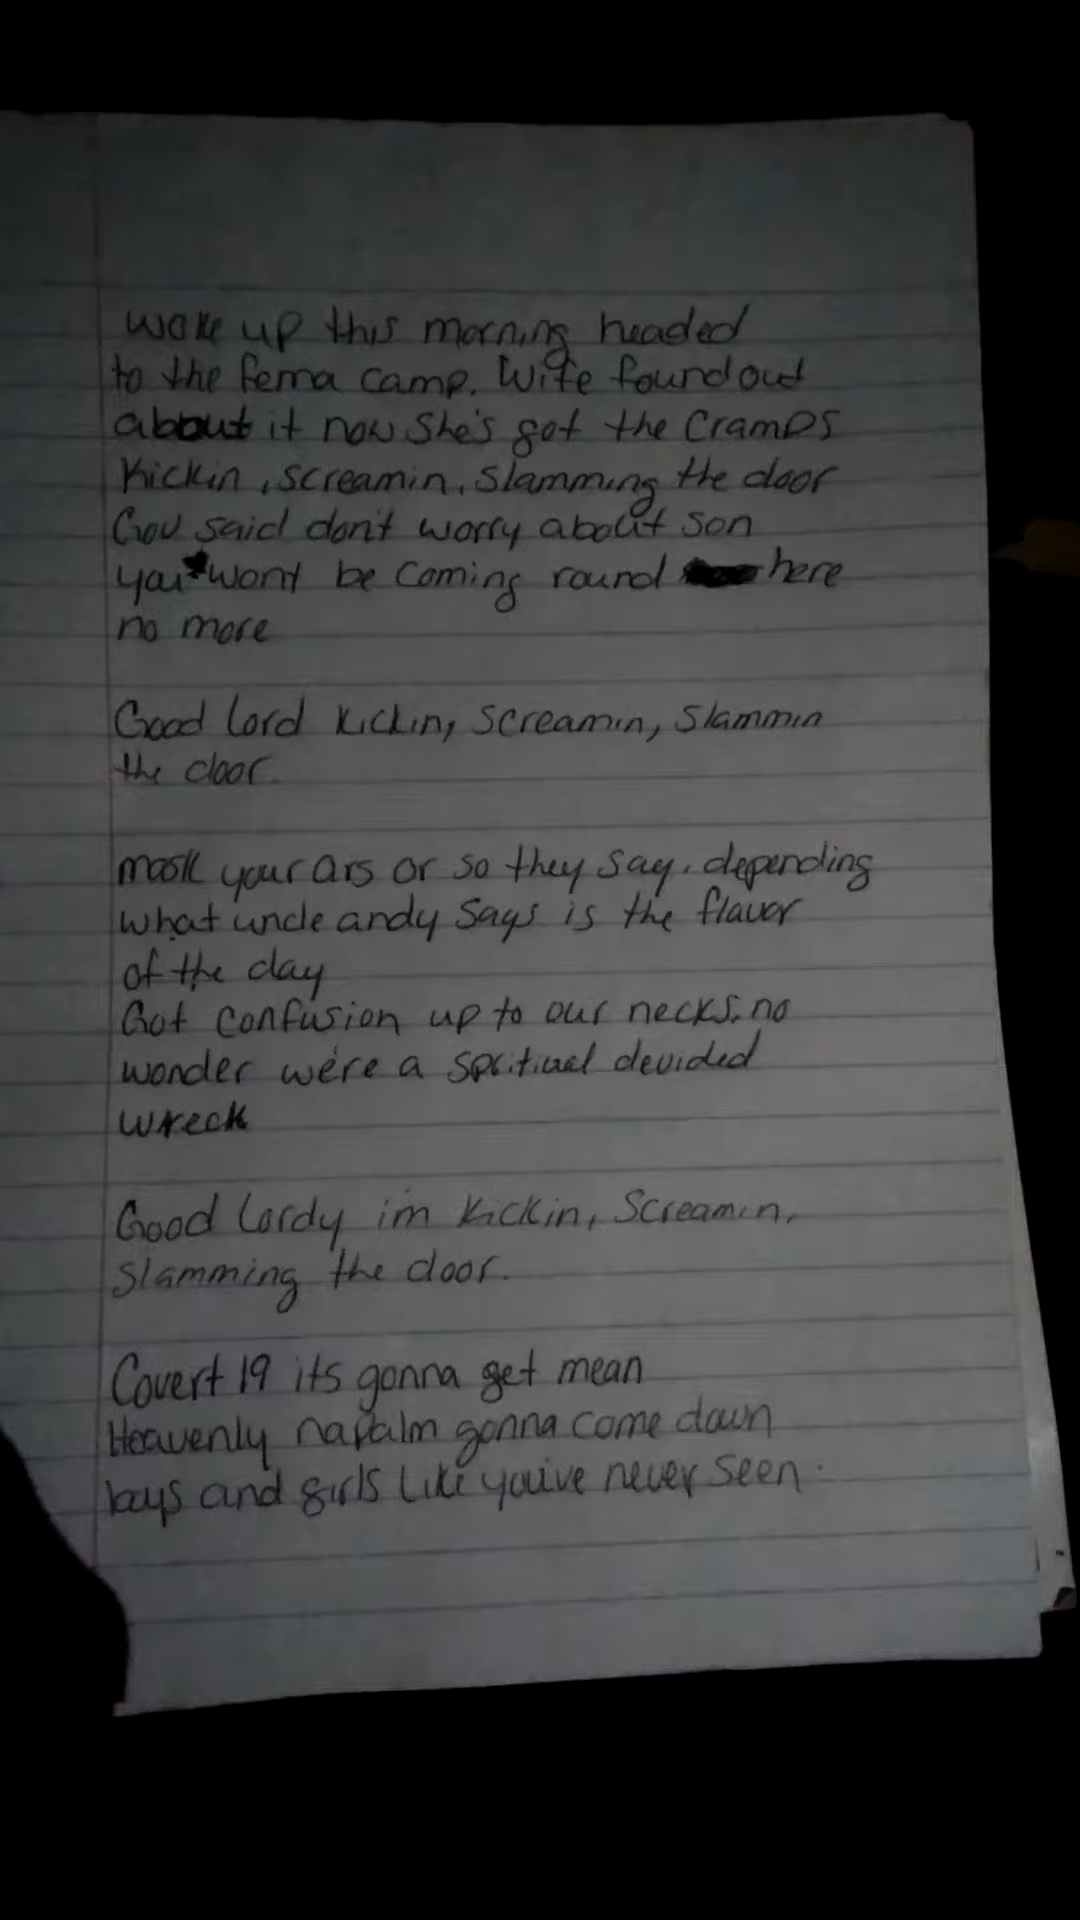 woke up this morning headed
to the fema camp. Wife found out
about it now She's got the Cramps
Kickin, screamin, Slamming the door
Gov said don't worry about son
you wont be coming round here
no more
Good Lord kickin, screamin, Slammin
the door.
mask your ars or so they say. depending
what uncle andy Says is the flavor
of the day
Got confusion up to our necks, no
wonder we're a spritiual devided
wreck
Good Lordy im kickin, Screamin,
Slamming the door.
Covert 19 its gonna get mean
Heavenly napalm gonna come down
boys and girls Like you've never seen.